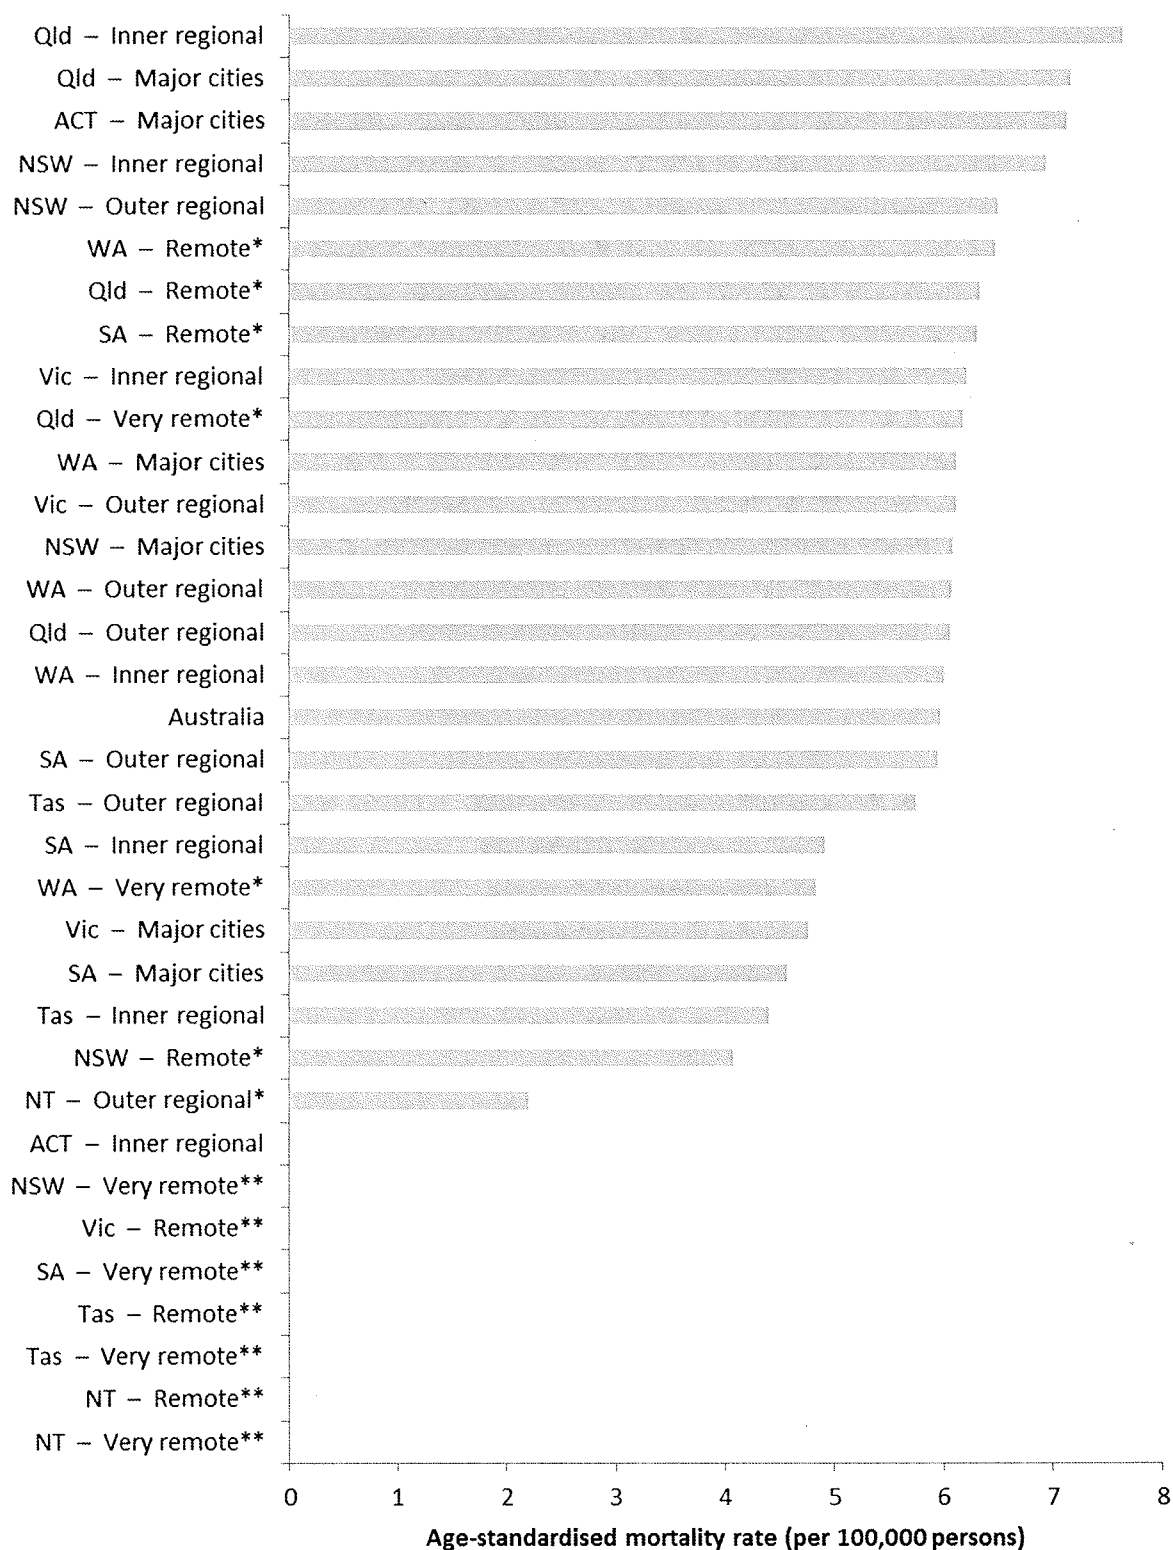 Qld – Inner regional
Qld – Major cities
ACT – Major cities
NSW – Inner regional
NSW – Outer regional
WA – Remote*
Qld – Remote*
SA – Remote*
Vic – Inner regional
Qld – Very remote*
WA – Major cities
Vic – Outer regional
NSW – Major cities
WA – Outer regional
Qld – Outer regional
WA – Inner regional
Australia
SA – Outer regional
Tas – Outer regional
SA – Inner regional
WA – Very remote*
Vic – Major cities
SA – Major cities
Tas – Inner regional
NSW – Remote*
NT – Outer regional*
ACT – Inner regional
NSW – Very remote**
Vic – Remote**
SA – Very remote**
Tas – Remote**
Tas – Very remote**
NT – Remote**
NT – Very remote**
0 1 2 3 4 5 6 7 8
Age-standardised mortality rate (per 100,000 persons)